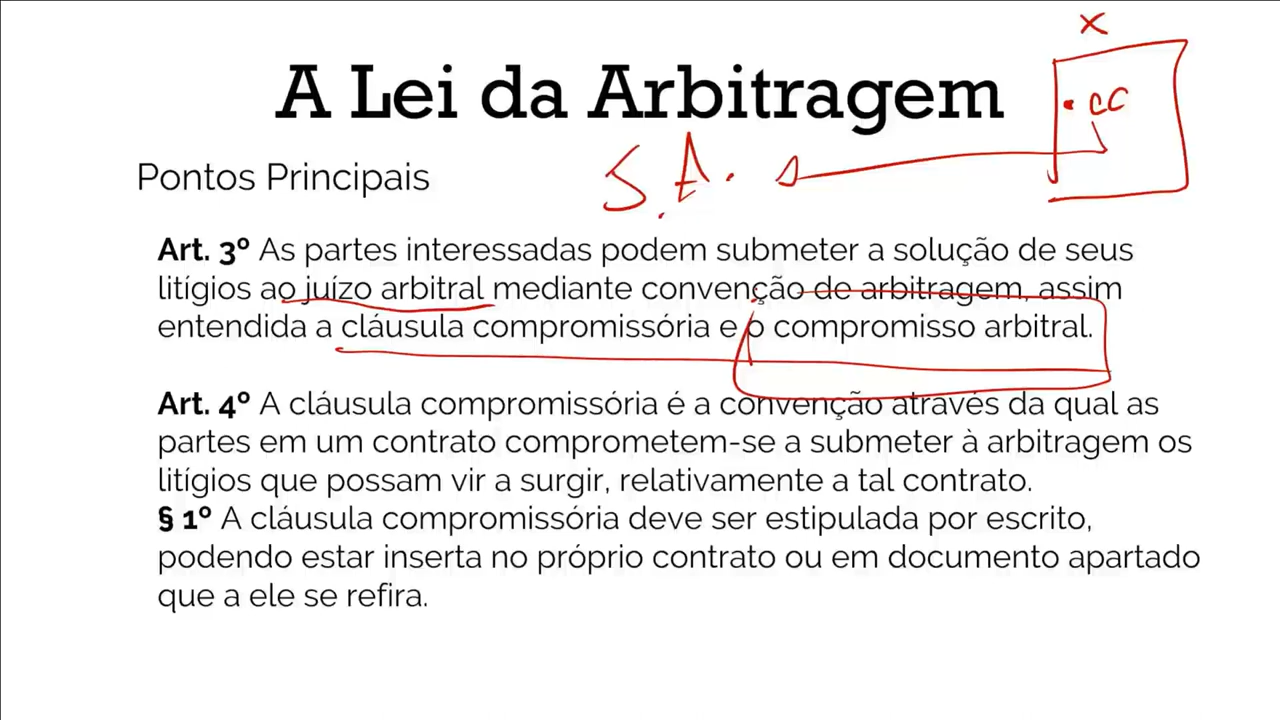 x
A Lei da Arbitragem
cc
S.A.
Pontos Principais
Art. 3º As partes interessadas podem submeter a solução de seus
litígios ao juízo arbitral mediante convenção de arbitragem, assim
entendida a cláusula compromissória e o compromisso arbitral.
Art. 4º A cláusula compromissória é a convenção através da qual as
partes em um contrato comprometem-se a submeter à arbitragem os
litígios que possam vir a surgir, relativamente a tal contrato.
§ 1º A cláusula compromissória deve ser estipulada por escrito,
podendo estar inserta no próprio contrato ou em documento apartado
que a ele se refira.